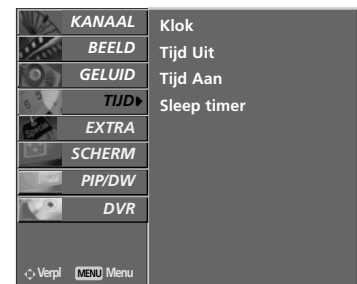 KANAAL
BEELD
GELUID
TIJD
EXTRA
SCHERM
PIP/DW
DVR
Verpl MENU Menu
Klok
Tijd Uit
Tijd Aan
Sleep timer